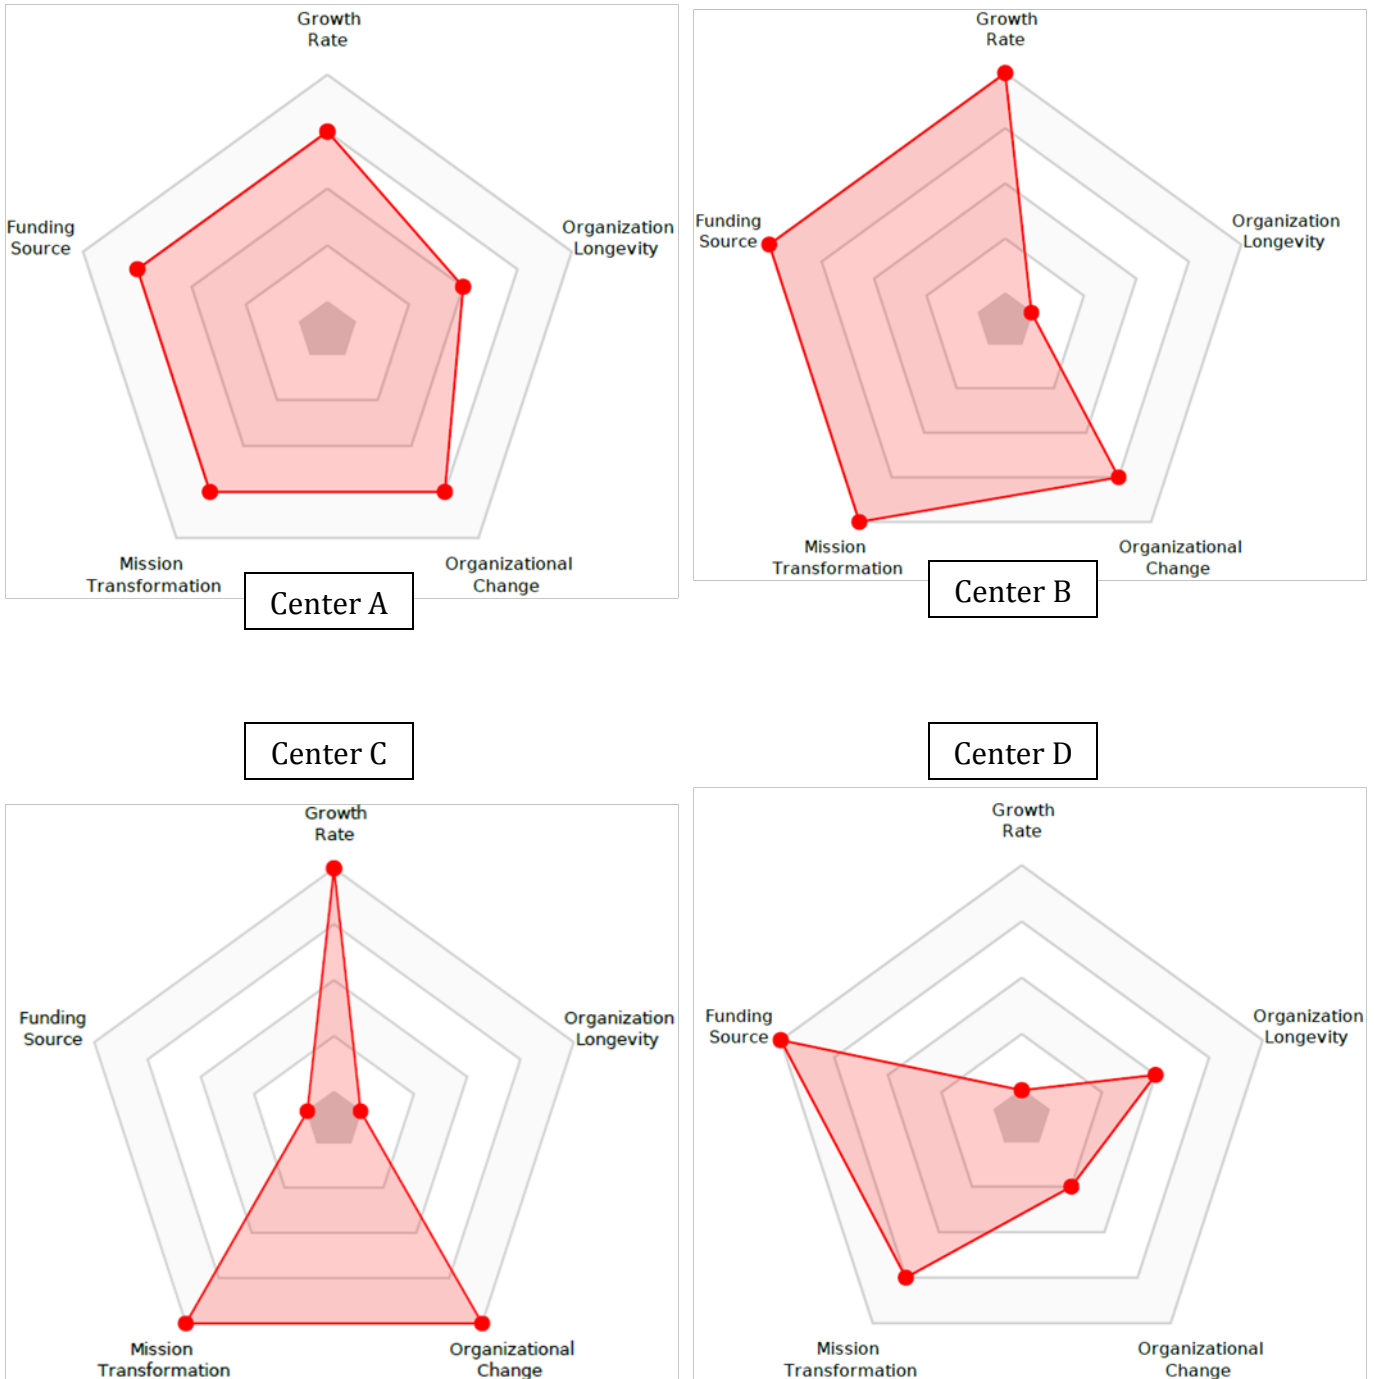 Growth
Rate
Funding
Source
Organization
Longevity
Mission
Transformation
Organizational
Change
Center A
Growth
Rate
Funding
Source
Organization
Longevity
Mission
Transformation
Organizational
Change
Center B
Center C
Growth
Rate
Funding
Source
Organization
Longevity
Mission
Transformation
Organizational
Change
Center D
Growth
Rate
Funding
Source
Organization
Longevity
Mission
Transformation
Organizational
Change